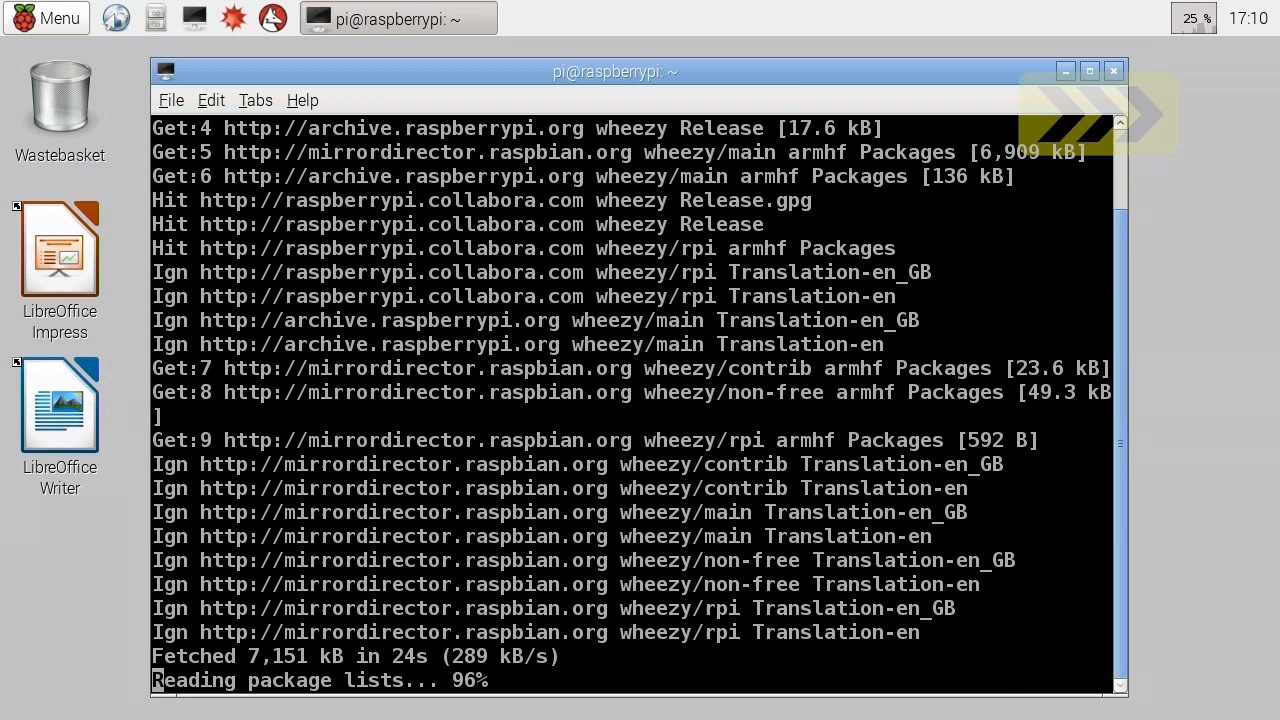 Menu
pi@raspberrypi: ~
25 %
17:10
Wastebasket
LibreOffice
Impress
LibreOffice
Writer
pi@raspberrypi: ~
File Edit Tabs Help
Get:4 http://archive.raspberrypi.org wheezy Release [17.6 kB]
Get:5 http://mirrordirector.raspbian.org wheezy/main armhf Packages [6,909 kB]
Get:6 http://archive.raspberrypi.org wheezy/main armhf Packages [136 kB]
Hit http://raspberrypi.collabora.com wheezy Release.gpg
Hit http://raspberrypi.collabora.com wheezy Release
Hit http://raspberrypi.collabora.com wheezy/rpi armhf Packages
Ign http://raspberrypi.collabora.com wheezy/rpi Translation-en_GB
Ign http://raspberrypi.collabora.com wheezy/rpi Translation-en
Ign http://archive.raspberrypi.org wheezy/main Translation-en_GB
Ign http://archive.raspberrypi.org wheezy/main Translation-en
Get:7 http://mirrordirector.raspbian.org wheezy/contrib armhf Packages [23.6 kB]
Get:8 http://mirrordirector.raspbian.org wheezy/non-free armhf Packages [49.3 kB
]
Get:9 http://mirrordirector.raspbian.org wheezy/rpi armhf Packages [592 B]
Ign http://mirrordirector.raspbian.org wheezy/contrib Translation-en_GB
Ign http://mirrordirector.raspbian.org wheezy/contrib Translation-en
Ign http://mirrordirector.raspbian.org wheezy/main Translation-en_GB
Ign http://mirrordirector.raspbian.org wheezy/main Translation-en
Ign http://mirrordirector.raspbian.org wheezy/non-free Translation-en_GB
Ign http://mirrordirector.raspbian.org wheezy/non-free Translation-en
Ign http://mirrordirector.raspbian.org wheezy/rpi Translation-en_GB
Ign http://mirrordirector.raspbian.org wheezy/rpi Translation-en
Fetched 7,151 kB in 24s (289 kB/s)
Reading package lists... 96%